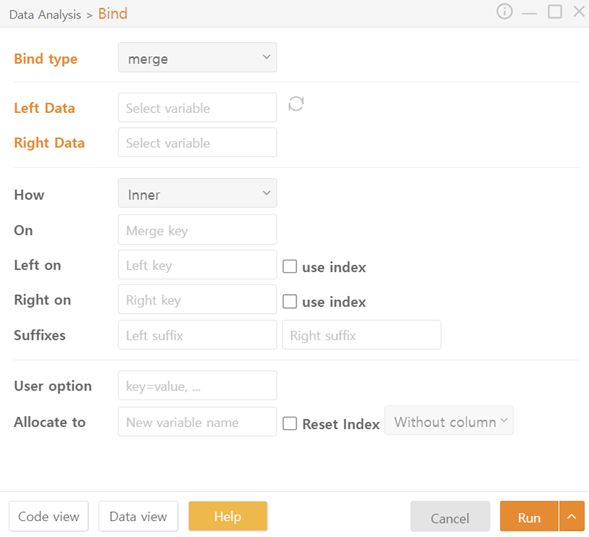 Data Analysis > Bind
Bind type merge
Left Data Select variable
Right Data Select variable
How Inner
On Merge key
Left on Left key use index
Right on Right key use index
Suffixes Left suffix Right suffix
User option key=value, ...
Allocate to New variable name Reset Index Without column
Code view Data view Help Cancel Run